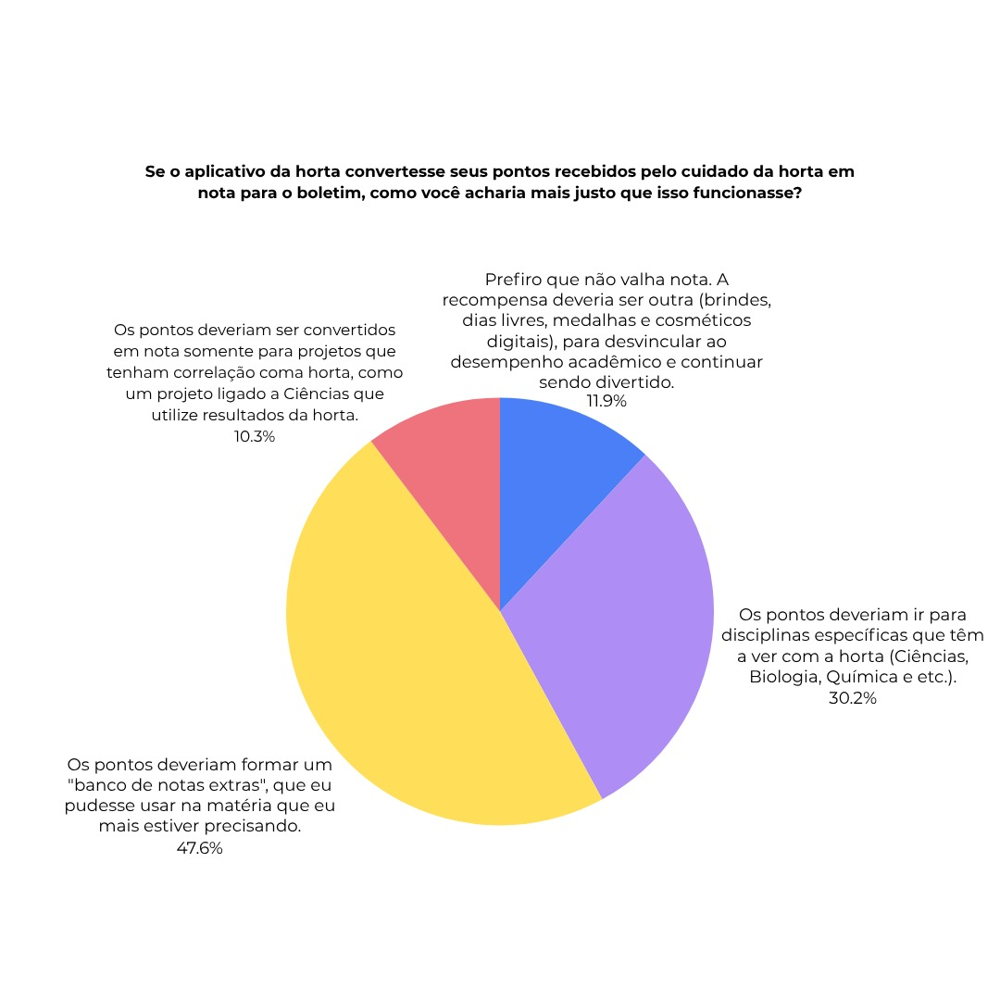 Se o aplicativo da horta convertesse seus pontos recebidos pelo cuidado da horta em
nota para o boletim, como você acharia mais justo que isso funcionasse?
Prefiro que não valha nota. A
recompensa deveria ser outra (brindes,
dias livres, medalhas e cosméticos
digitais), para desvincular ao
desempenho acadêmico e continuar
sendo divertido.
11.9%
Os pontos deveriam ser convertidos
em nota somente para projetos que
tenham correlação coma horta, como
um projeto ligado a Ciências que
utilize resultados da horta.
10.3%
Os pontos deveriam ir para
disciplinas específicas que têm
a ver com a horta (Ciências,
Biologia, Química e etc.).
30.2%
Os pontos deveriam formar um
"banco de notas extras", que eu
pudesse usar na matéria que eu
mais estiver precisando.
47.6%